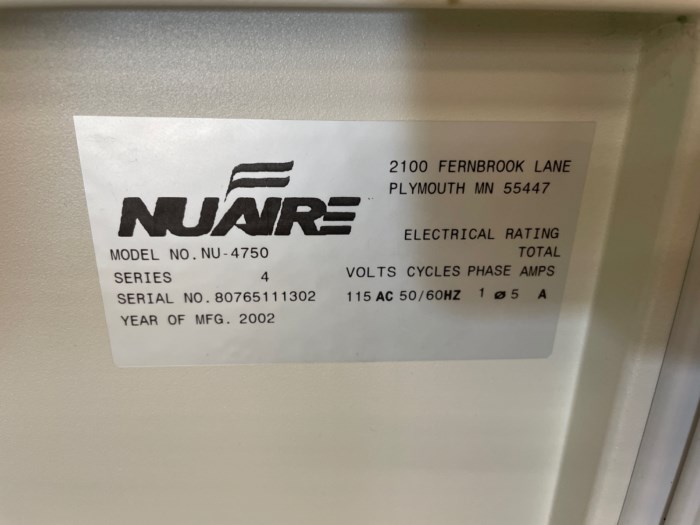 NUAIRE
2100 FERNBROOK LANE
PLYMOUTH MN 55447
ELECTRICAL RATING
TOTAL
MODEL NO. NU-4750
VOLTS CYCLES PHASE AMPS
SERIES 4
115 AC 50/60HZ 1 ø 5 A
SERIAL NO. 80765111302
YEAR OF MFG. 2002